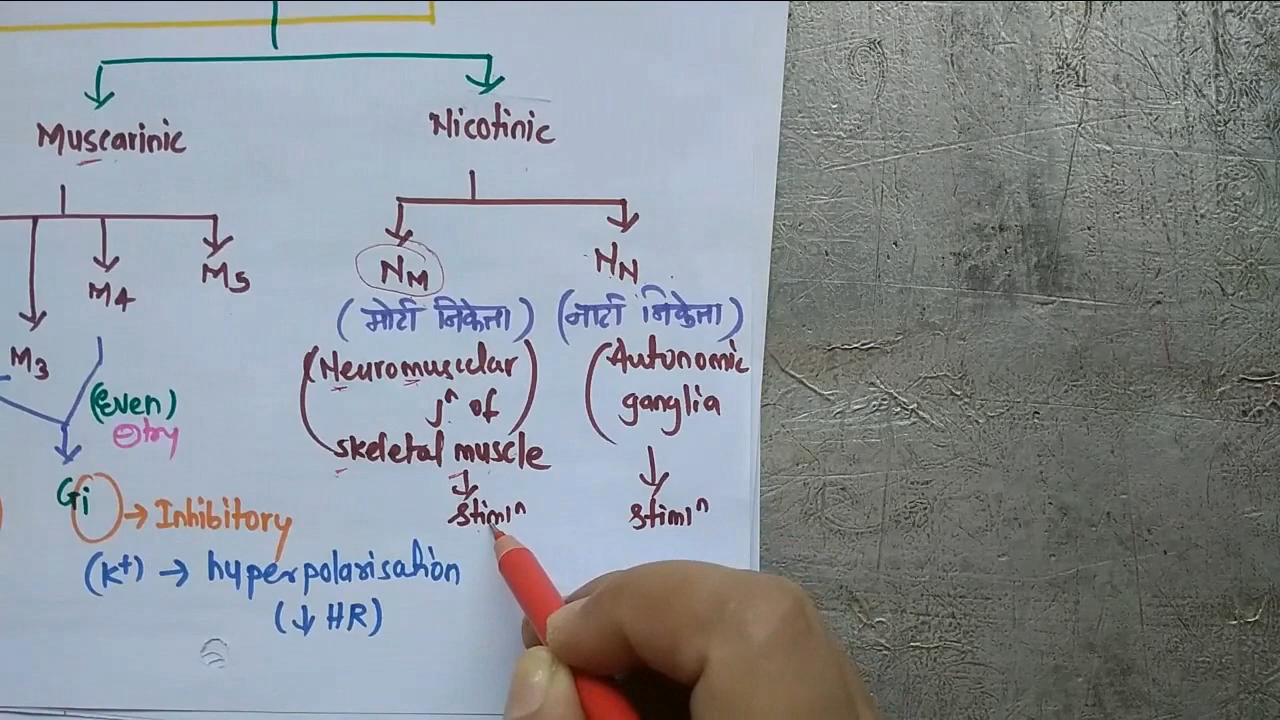 Muscarinic
Nicotinic
M3
M4
M5
NM
NN
(मोटी निकेता)
(नाटी निकेता)
(Neuromuscular
jⁿ of)
skeletal muscle
stimlⁿ
(Autonomic
ganglia)
stimlⁿ
(Even)
⊖try
Gi → Inhibitory
(K+) → hyperpolarisation
(↓ HR)